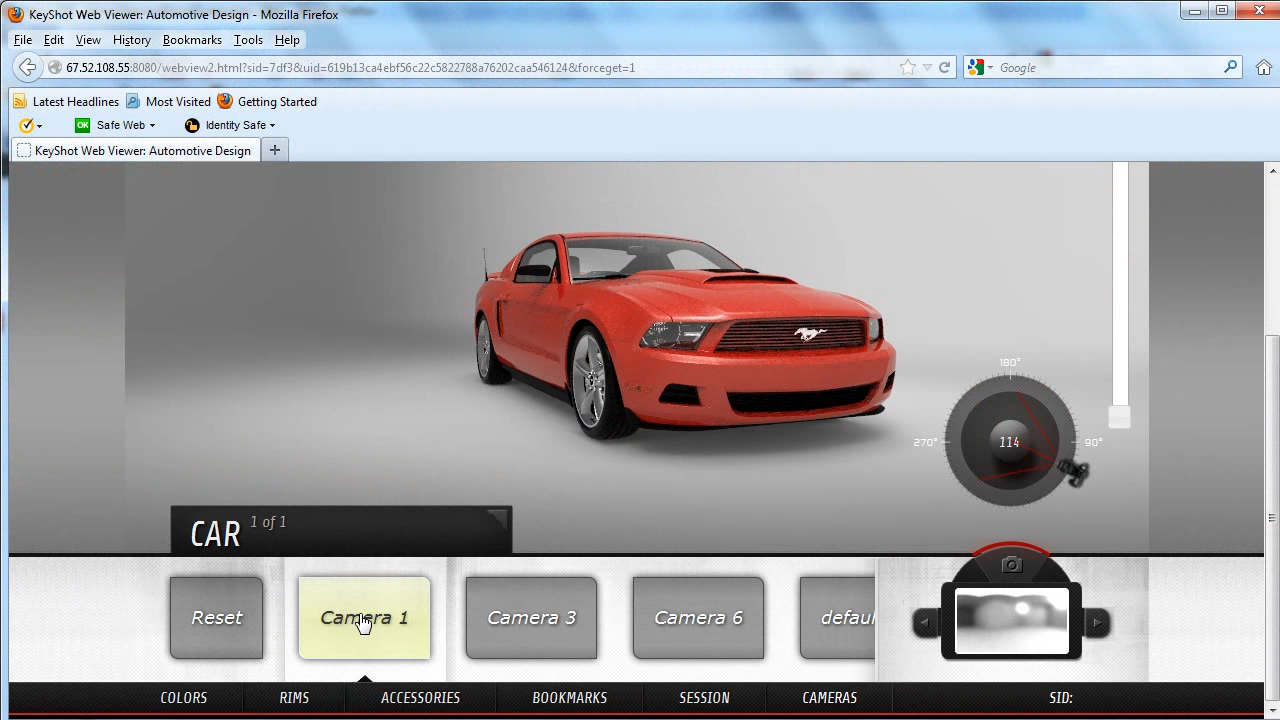 KeyShot Web Viewer: Automotive Design - Mozilla Firefox
File Edit View History Bookmarks Tools Help
67.52.108.55:8080/webview2.html?sid=7df3&uid=619b13ca4ebf56c22c5822788a76202caa546124&forceget=1
Google
Latest Headlines Most Visited Getting Started
OK Safe Web Identity Safe
KeyShot Web Viewer: Automotive Design
180°
270° 114 90°
CAR 1 of 1
Reset Camera 1 Camera 3 Camera 6 defaul
COLORS RIMS ACCESSORIES BOOKMARKS SESSION CAMERAS SID: